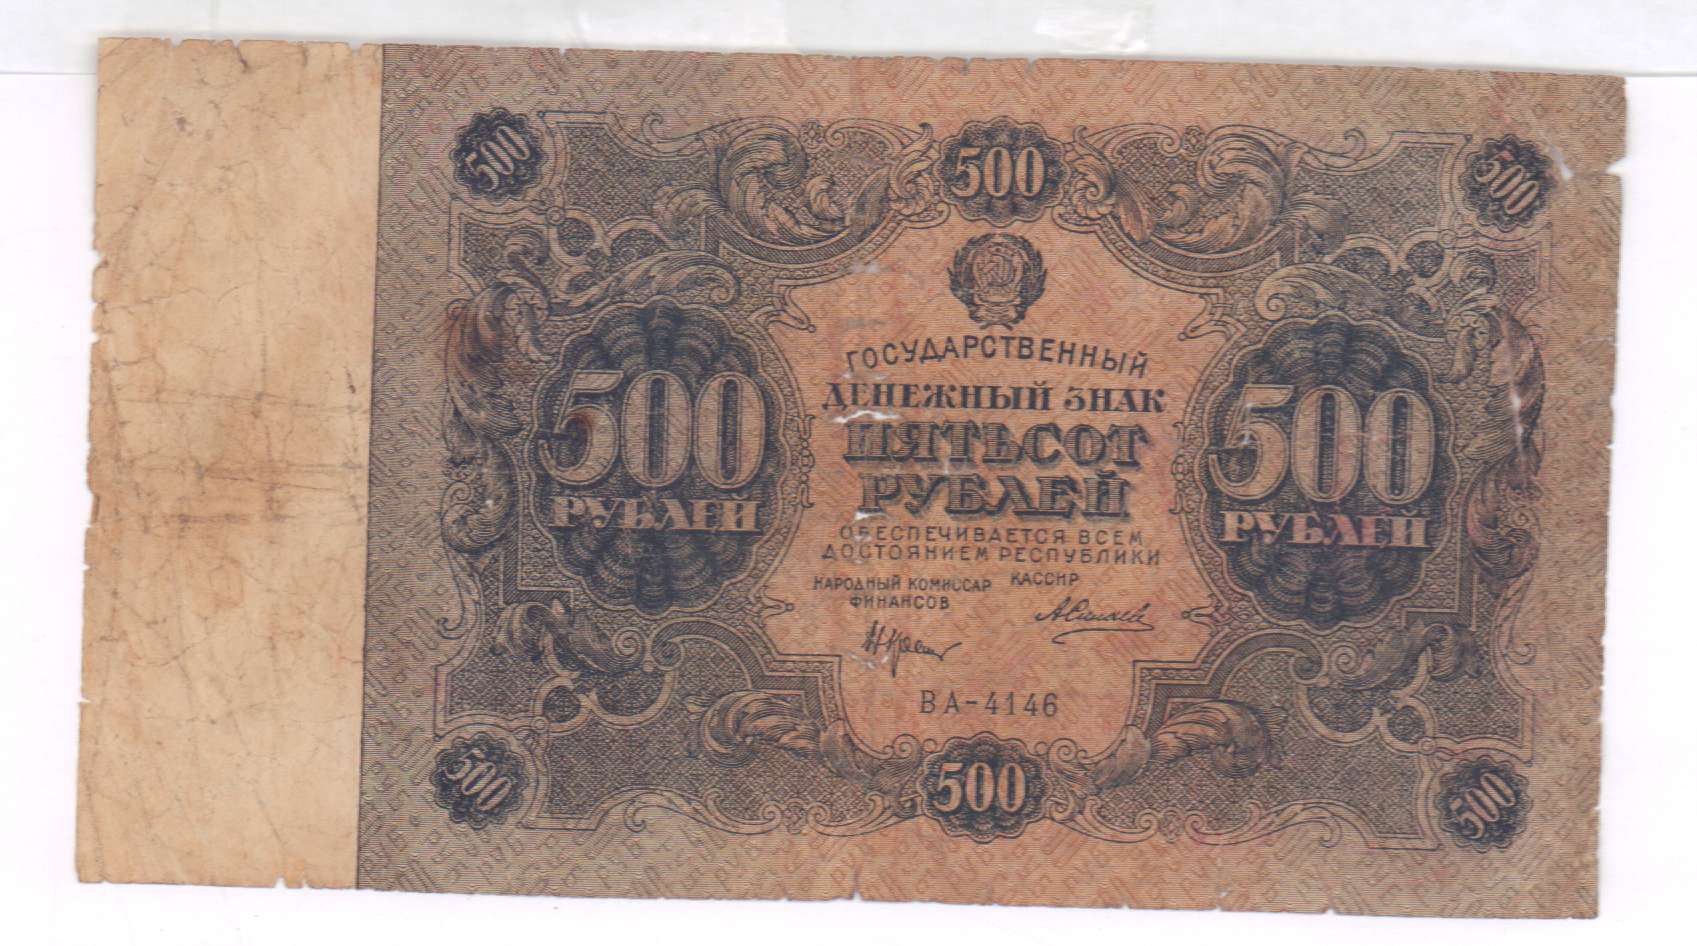 500 500 500
ГОСУДАРСТВЕННЫЙ
ДЕНЕЖНЫЙ ЗНАК
ПЯТЬСОТ
РУБЛЕЙ
500
РУБЛЕЙ
500
РУБЛЕЙ
ОБЕСПЕЧИВАЕТСЯ ВСЕМ
ДОСТОЯНИЕМ РЕСПУБЛИКИ
НАРОДНЫЙ КОМИССАР
ФИНАНСОВ
КАССИР
ВА-4146
500 500 500